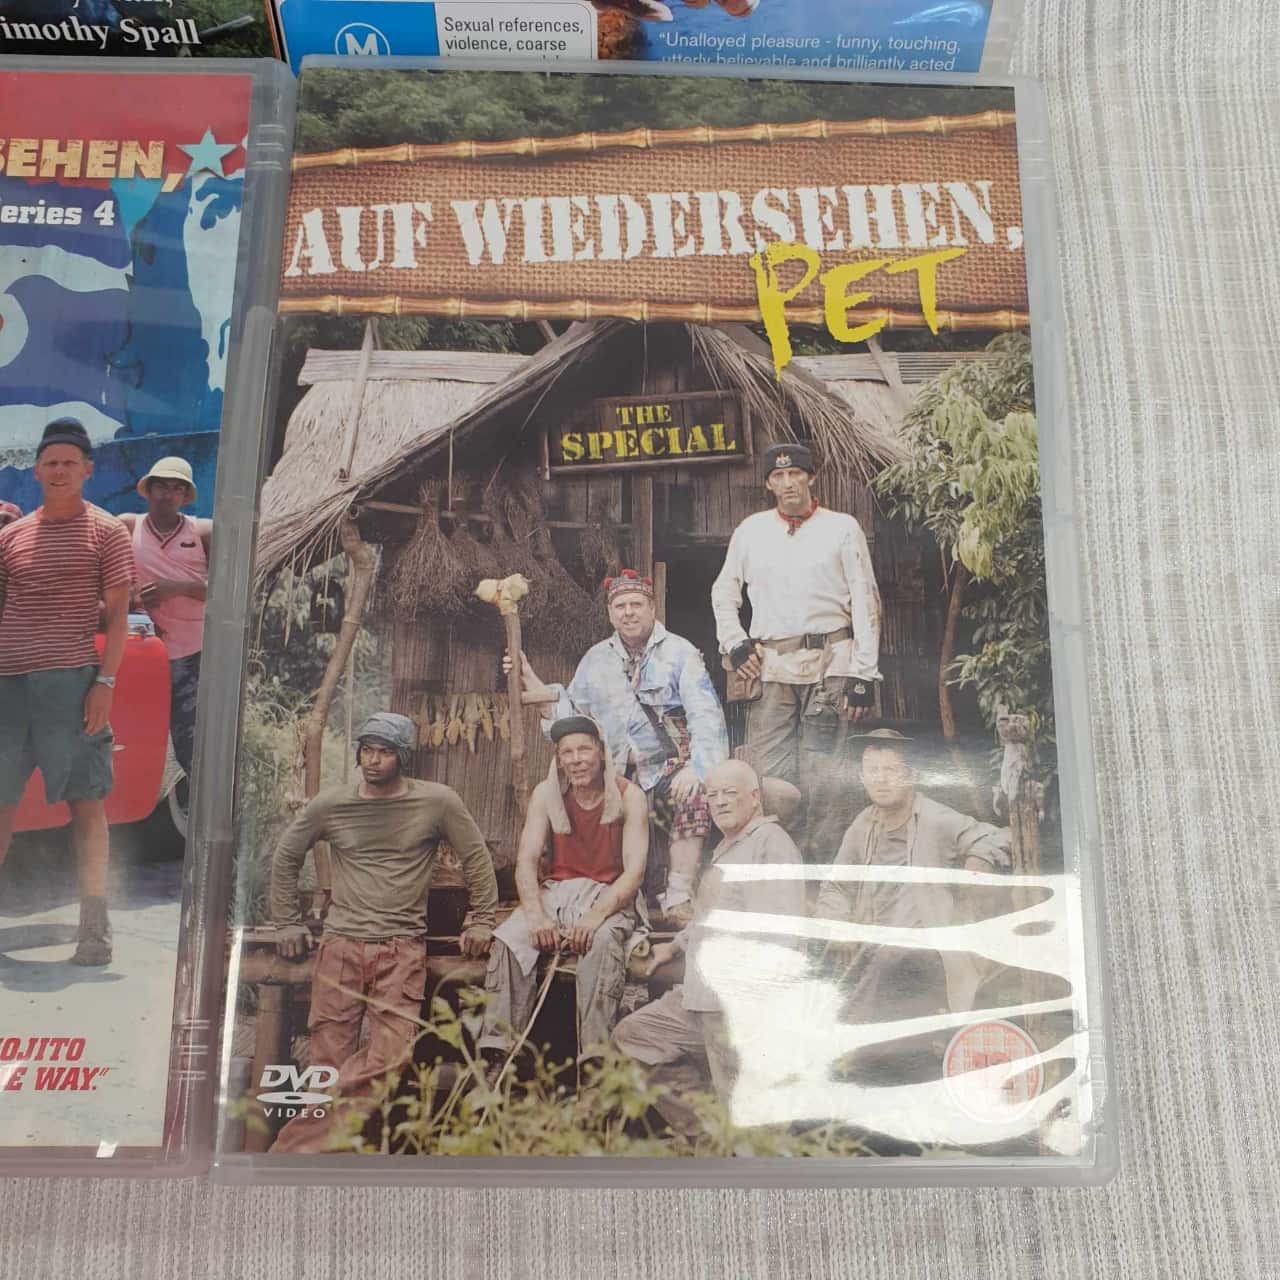 Timothy Spall
M
Sexual references,
violence, coarse
"Unalloyed pleasure - funny, touching,
utterly believable and brilliantly acted
SEHEN,
eries 4
OJITO
E WAY."
AUF WIEDERSEHEN,
PET
THE
SPECIAL
DVD
VIDEO